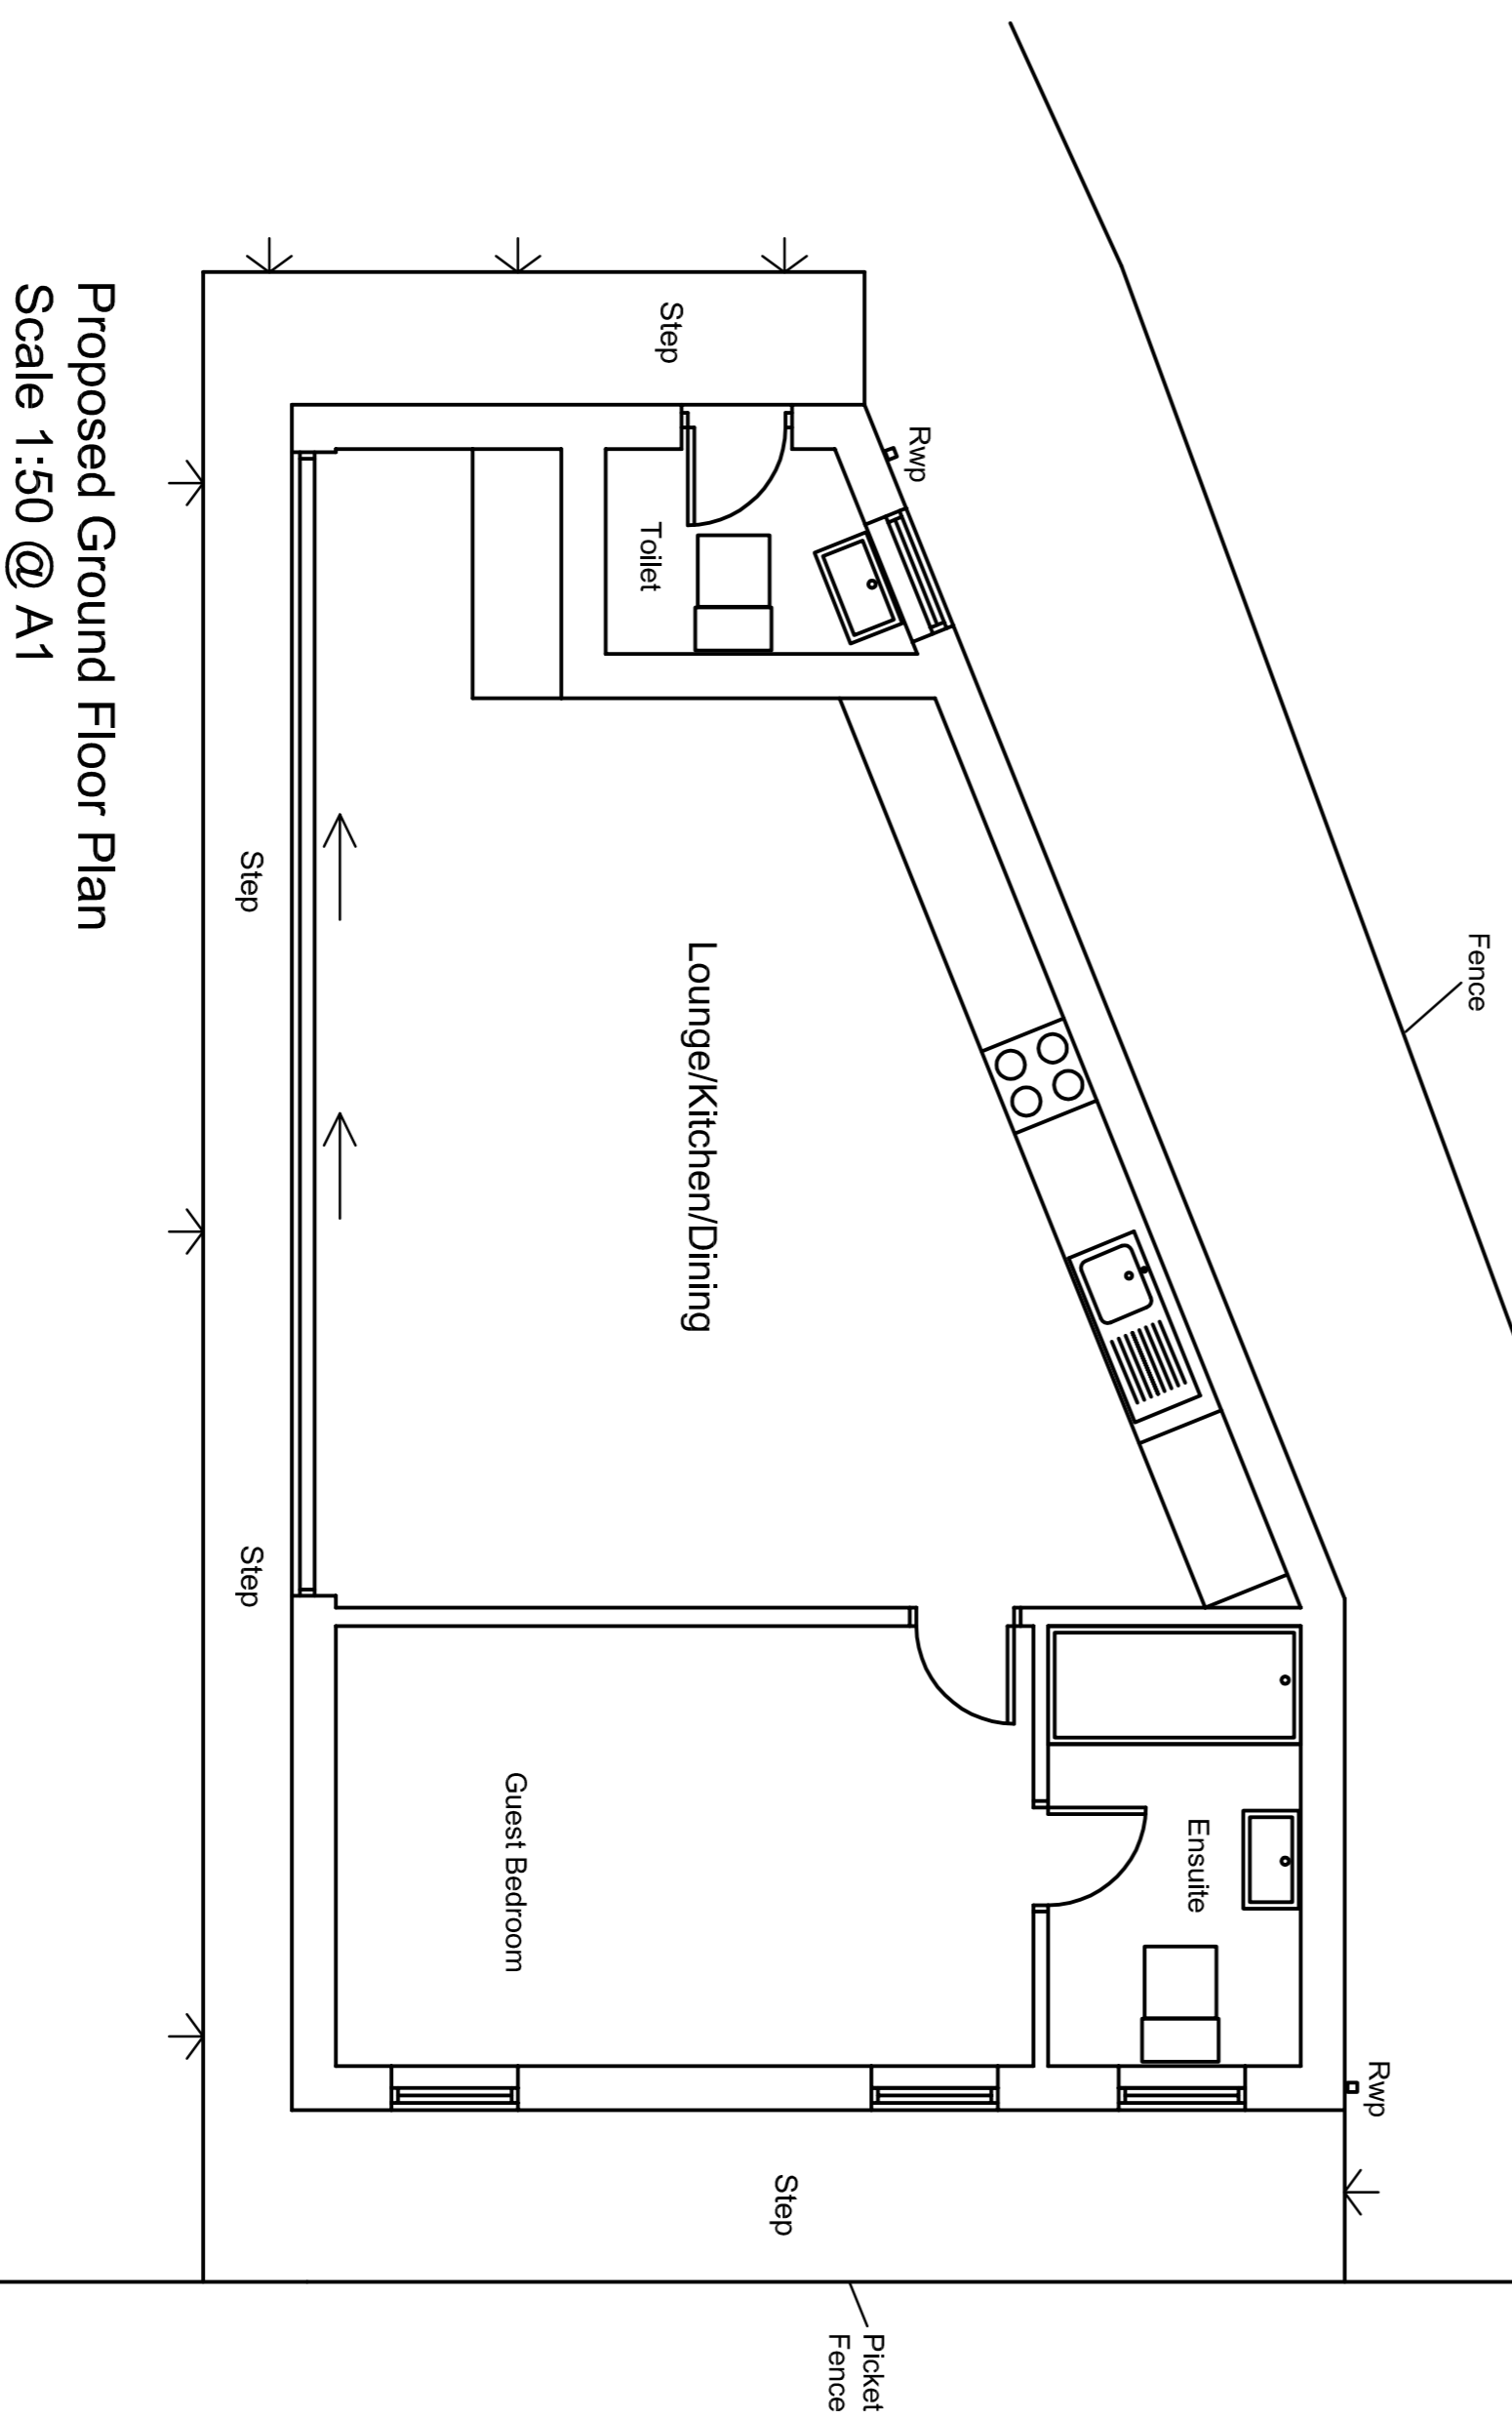 Fence
Rwp
Rwp
Step
Toilet
Lounge/Kitchen/Dining
Ensuite
Guest Bedroom
Step
Picket
Fence
Step
Step
Proposed Ground Floor Plan
Scale 1:50 @ A1